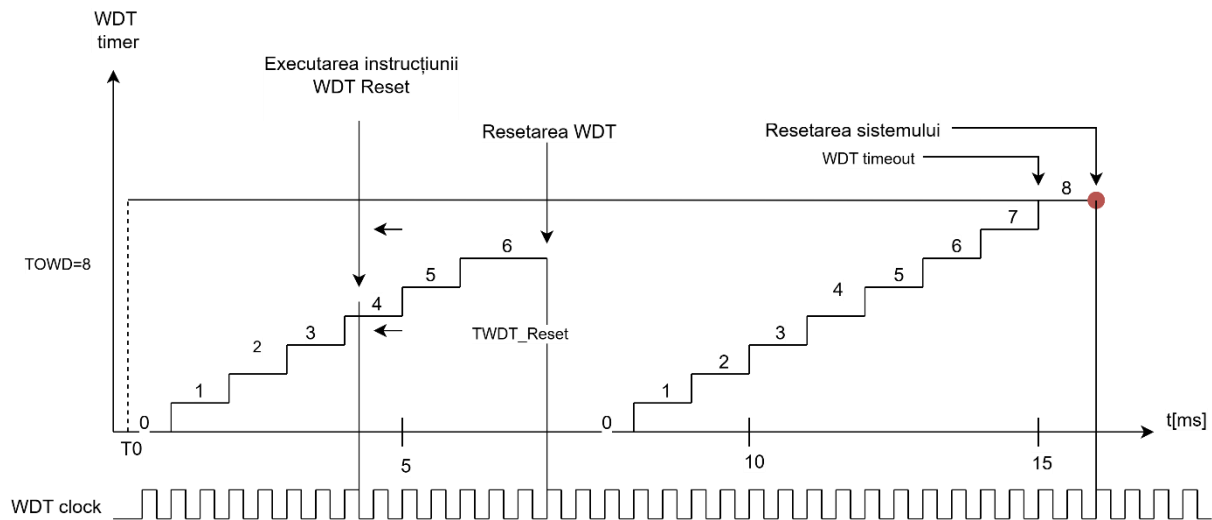 WDT
timer
Executarea instrucțiunii
WDT Reset
Resetarea WDT
Resetarea sistemului
WDT timeout
8
7
6
6
5
5
TOWD=8
4
4
TWDT_Reset
3
3
2
2
1
1
0
0
T0
5
10
15
t[ms]
WDT clock